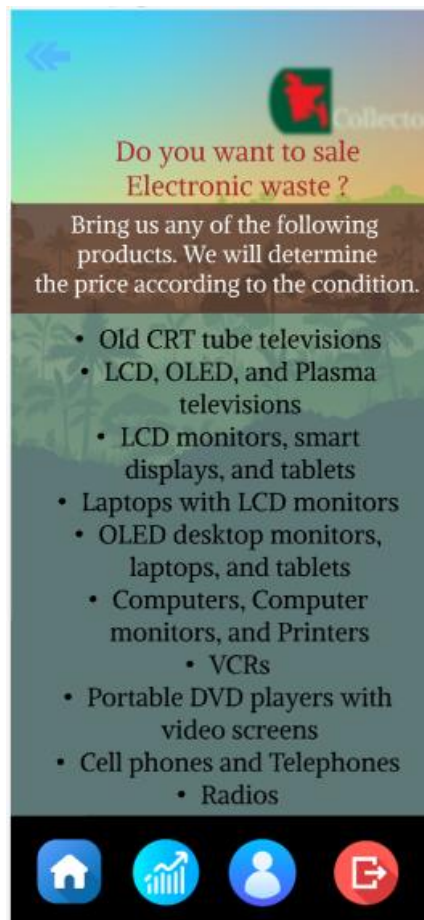 Collecto
Do you want to sale
Electronic waste ?
Bring us any of the following
products. We will determine
the price according to the condition.
• Old CRT tube televisions
• LCD, OLED, and Plasma
televisions
• LCD monitors, smart
displays, and tablets
• Laptops with LCD monitors
• OLED desktop monitors,
laptops, and tablets
• Computers, Computer
monitors, and Printers
• VCRs
• Portable DVD players with
video screens
• Cell phones and Telephones
• Radios